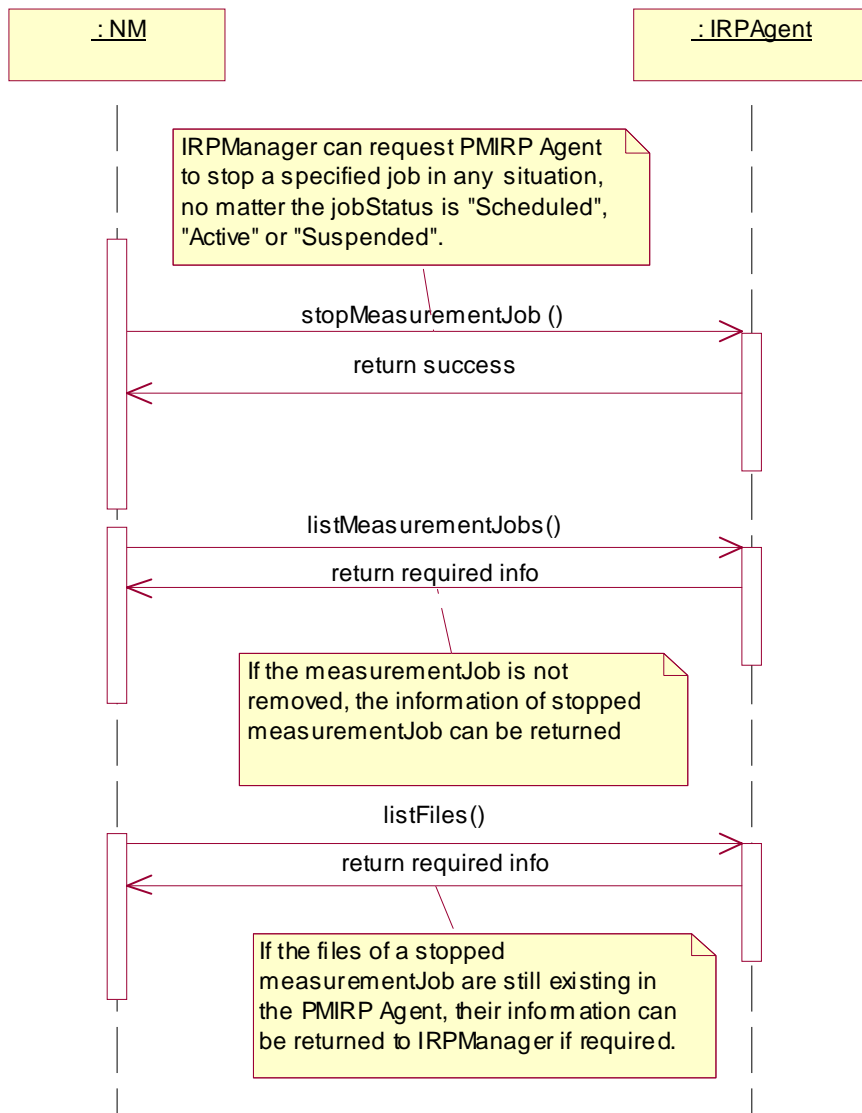 : NM
: IRPAgent
IRPManager can request PMIRP Agent
to stop a specified job in any situation,
no matter the jobStatus is "Scheduled",
"Active" or "Suspended".
stopMeasurementJob ()
return success
listMeasurementJobs()
return required info
If the measurementJob is not
removed, the information of stopped
measurementJob can be returned
listFiles()
return required info
If the files of a stopped
measurementJob are still existing in
the PMIRP Agent, their information can
be returned to IRPManager if required.